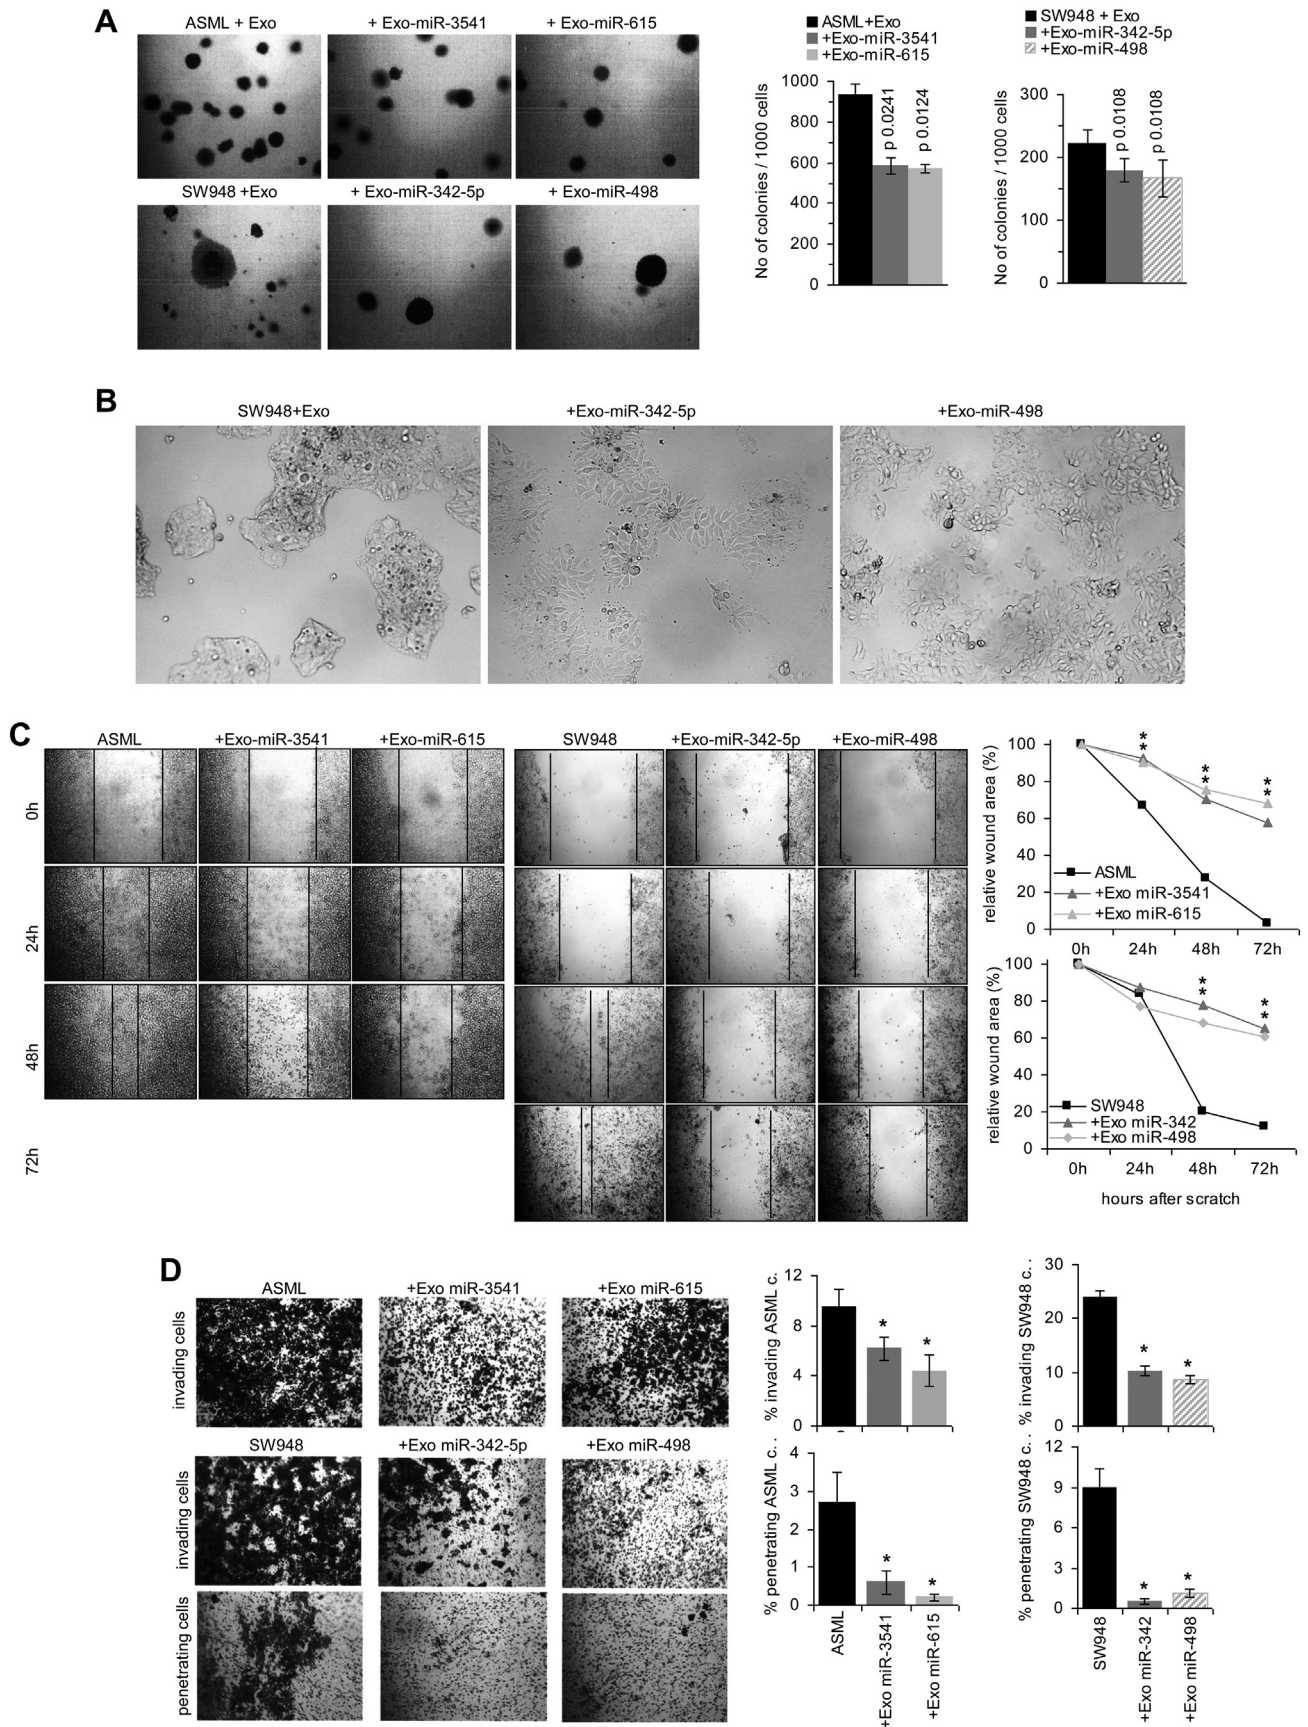 A
ASML + Exo
+ Exo-miR-3541
+ Exo-miR-615
SW948 +Exo
+ Exo-miR-342-5p
+ Exo-miR-498
ASML+Exo
+Exo-miR-3541
+Exo-miR-615
No of colonies / 1000 cells
1000
800
600
400
200
0
p 0.0241
p 0.0124
SW948 + Exo
+Exo-miR-342-5p
+Exo-miR-498
No of colonies / 1000 cells
300
200
100
0
p 0.0108
p 0.0108
B
SW948+Exo
+Exo-miR-342-5p
+Exo-miR-498
C
ASML
+Exo-miR-3541
+Exo-miR-615
SW948
+Exo-miR-342-5p
+Exo-miR-498
0h
24h
48h
72h
relative wound area (%)
100
80
60
40
20
0
* *
* *
* *
ASML
+Exo miR-3541
+Exo miR-615
0h 24h 48h 72h
relative wound area (%)
100
80
60
40
20
0
* *
* *
SW948
+Exo miR-342
+Exo miR-498
0h 24h 48h 72h
hours after scratch
D
ASML
+Exo miR-3541
+Exo miR-615
invading cells
SW948
+Exo miR-342-5p
+Exo miR-498
invading cells
penetrating cells
% invading ASML c.
12
8
4
0
*
*
% invading SW948 c. .
30
20
10
0
*
*
% penetrating ASML c. .
4
3
2
1
0
*
*
ASML
+Exo miR-3541
+Exo miR-615
% penetrating SW948 c. .
12
9
6
3
0
*
*
SW948
+Exo miR-342
+Exo miR-498